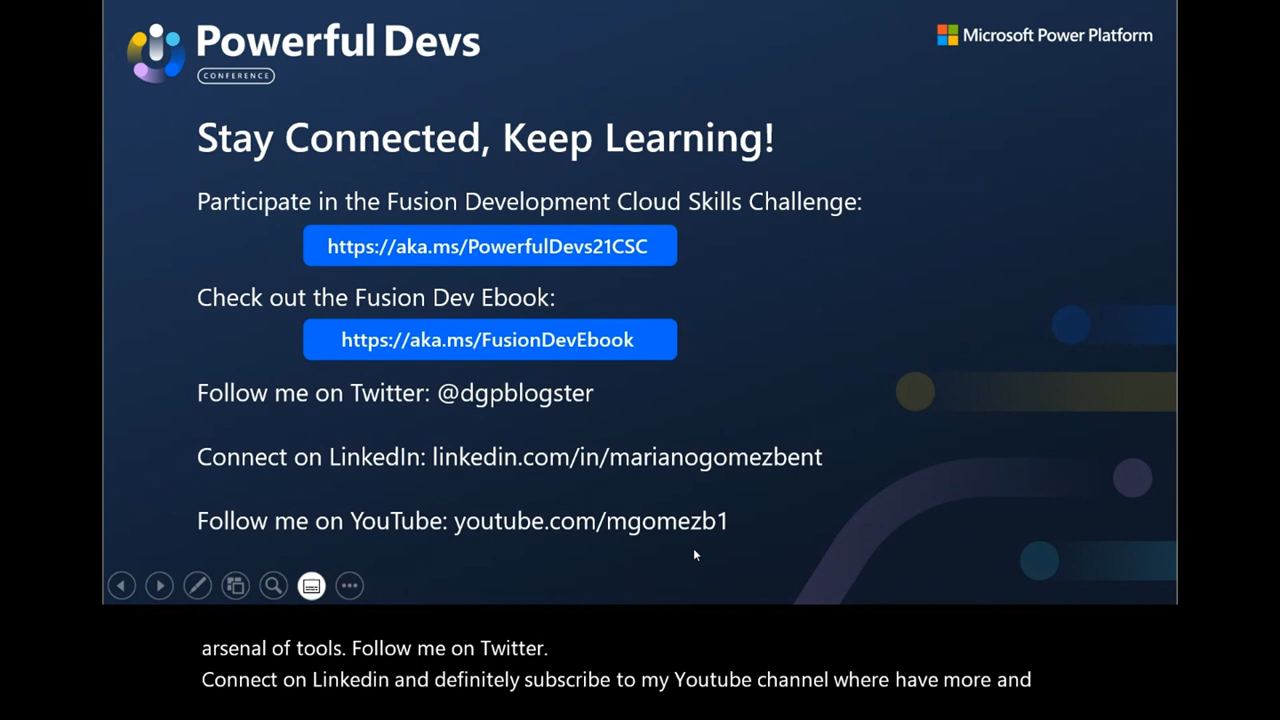 Powerful Devs
CONFERENCE
Microsoft Power Platform
Stay Connected, Keep Learning!
Participate in the Fusion Development Cloud Skills Challenge:
https://aka.ms/PowerfulDevs21CSC
Check out the Fusion Dev Ebook:
https://aka.ms/FusionDevEbook
Follow me on Twitter: @dgpblogster
Connect on LinkedIn: linkedin.com/in/marianogomezbent
Follow me on YouTube: youtube.com/mgomezb1
arsenal of tools. Follow me on Twitter.
Connect on Linkedin and definitely subscribe to my Youtube channel where have more and